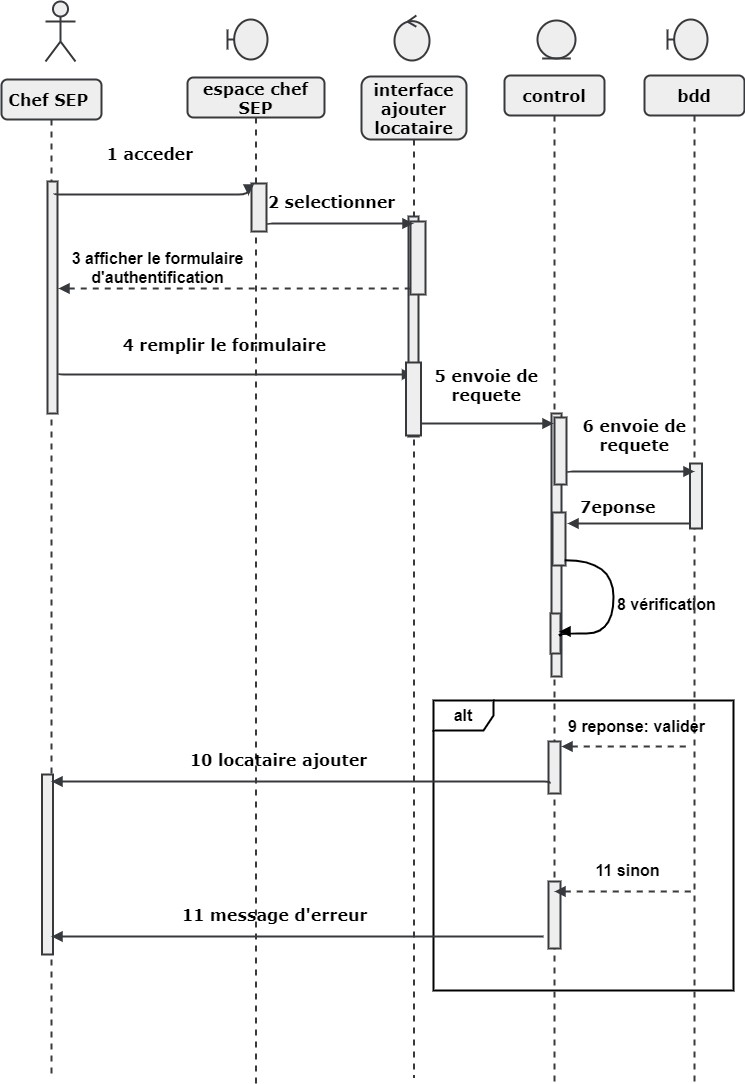 Chef SEP
espace chef
SEP
interface
ajouter
locataire
control
bdd
1 acceder
2 selectionner
3 afficher le formulaire
d'authentification
4 remplir le formulaire
5 envoie de
requete
6 envoie de
requete
7eponse
8 vérification
alt
9 reponse: valider
10 locataire ajouter
11 sinon
11 message d'erreur